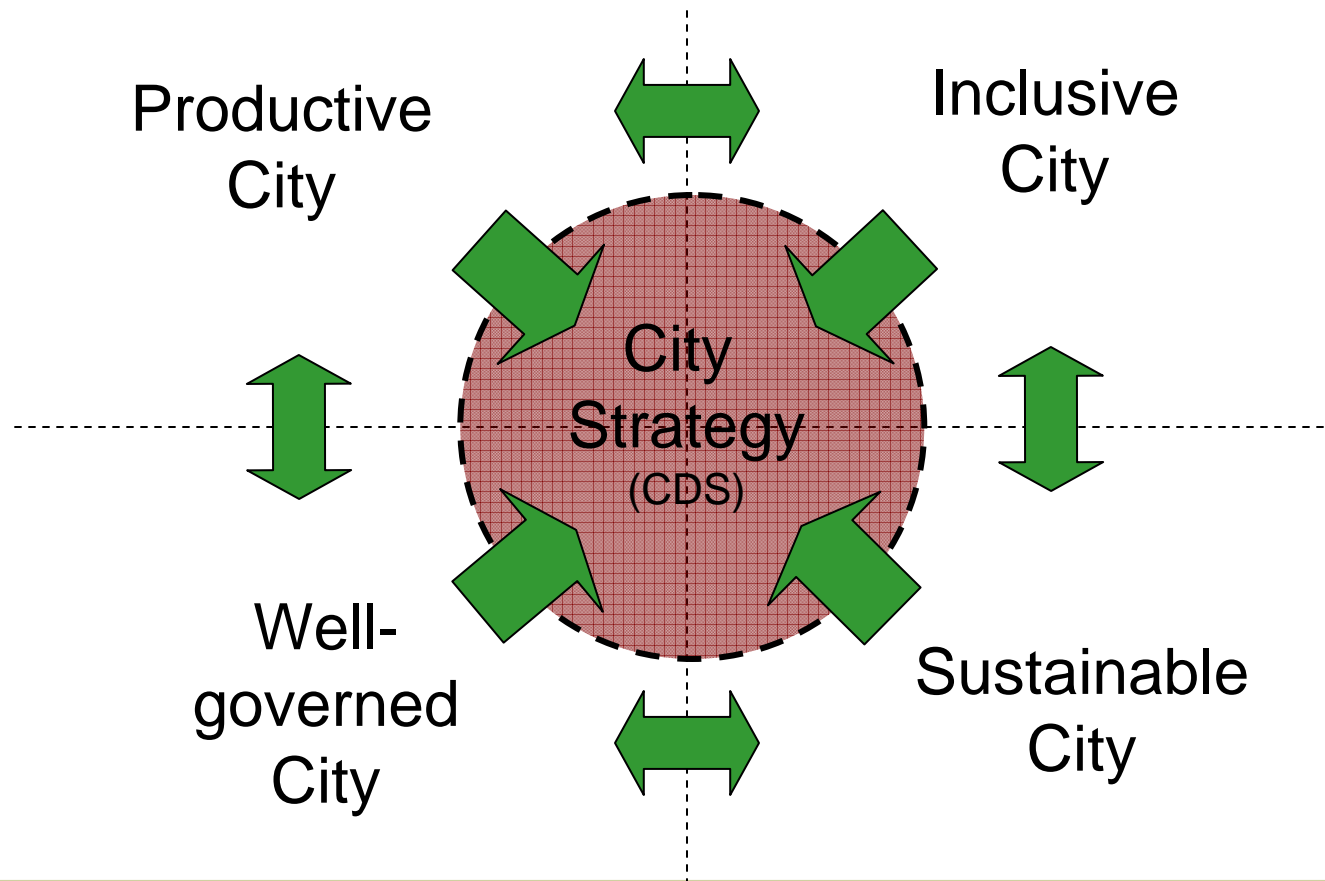 Productive
City
Inclusive
City
City
Strategy
(CDS)
Well-
governed
City
Sustainable
City